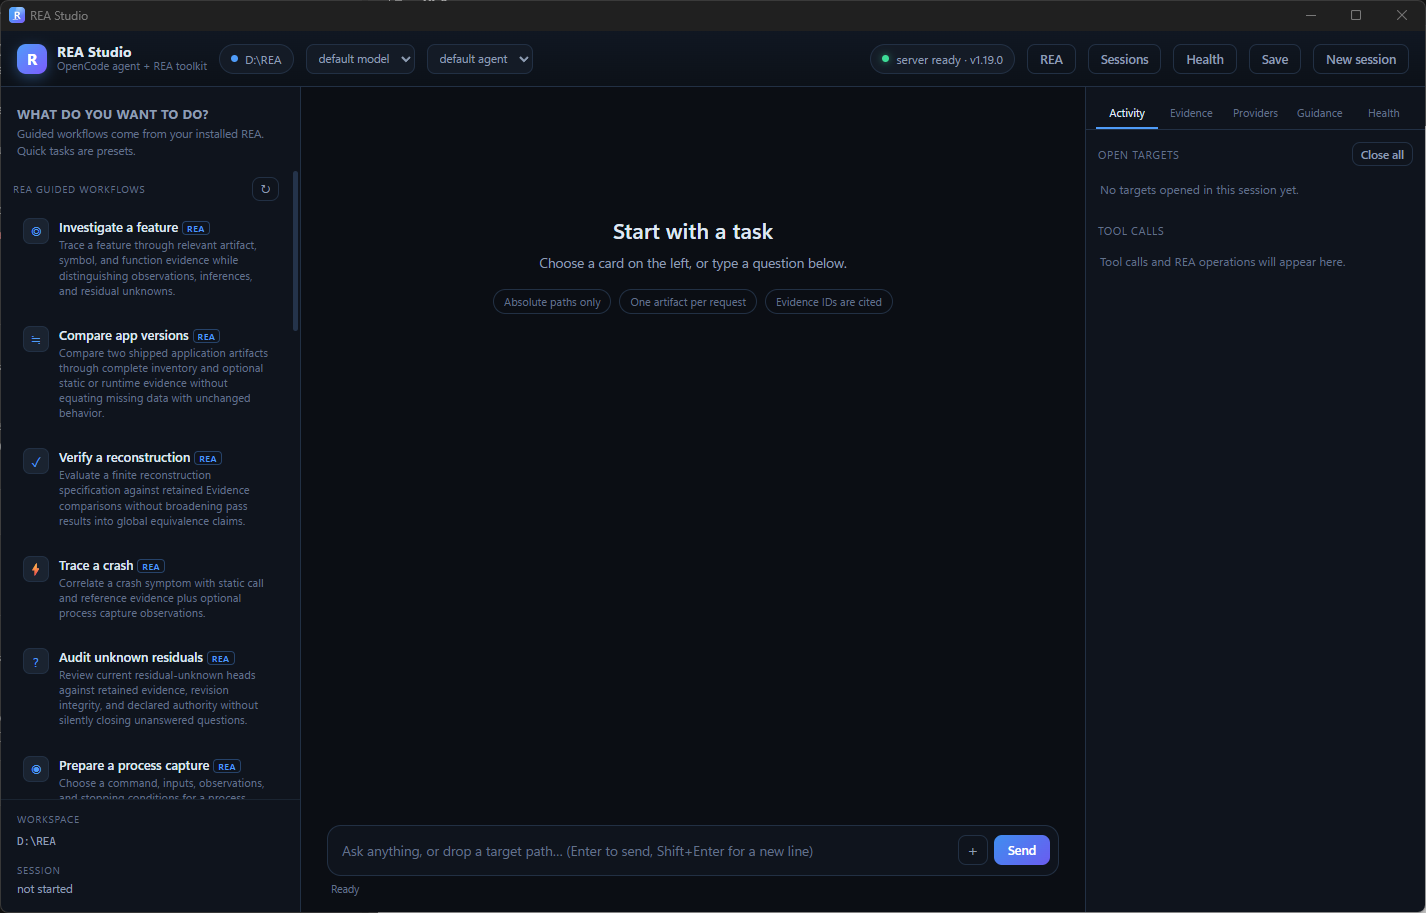 R REA Studio
R
REA Studio
OpenCode agent + REA toolkit
D:\REA
default model
default agent
server ready · v1.19.0
REA
Sessions
Health
Save
New session
WHAT DO YOU WANT TO DO?
Guided workflows come from your installed REA.
Quick tasks are presets.
REA GUIDED WORKFLOWS
Investigate a feature REA
Trace a feature through relevant artifact,
symbol, and function evidence while
distinguishing observations, inferences,
and residual unknowns.
Compare app versions REA
Compare two shipped application artifacts
through complete inventory and optional
static or runtime evidence without
equating missing data with unchanged
behavior.
Verify a reconstruction REA
Evaluate a finite reconstruction
specification against retained Evidence
comparisons without broadening pass
results into global equivalence claims.
Trace a crash REA
Correlate a crash symptom with static call
and reference evidence plus optional
process capture observations.
? Audit unknown residuals REA
Review current residual-unknown heads
against retained evidence, revision
integrity, and declared authority without
silently closing unanswered questions.
Prepare a process capture REA
Choose a command, inputs, observations,
and stopping conditions for a process
WORKSPACE
D:\REA
SESSION
not started
Start with a task
Choose a card on the left, or type a question below.
Absolute paths only
One artifact per request
Evidence IDs are cited
Ask anything, or drop a target path... (Enter to send, Shift+Enter for a new line)
+
Send
Ready
Activity
Evidence
Providers
Guidance
Health
OPEN TARGETS
Close all
No targets opened in this session yet.
TOOL CALLS
Tool calls and REA operations will appear here.